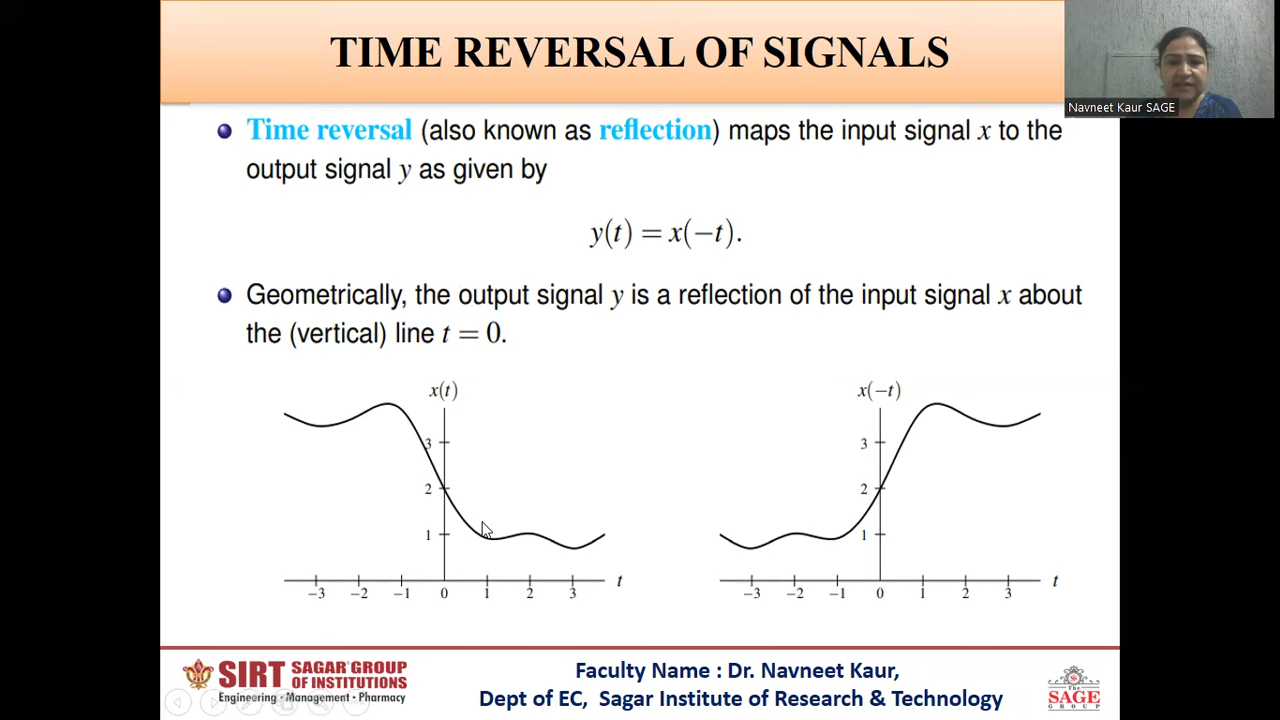 TIME REVERSAL OF SIGNALS
Navneet Kaur SAGE
Time reversal (also known as reflection) maps the input signal x to the
output signal y as given by
y(t) = x(−t).
Geometrically, the output signal y is a reflection of the input signal x about
the (vertical) line t = 0.
x(t)
3
2
1
−3 −2 −1 0 1 2 3 t
x(−t)
3
2
1
−3 −2 −1 0 1 2 3 t
SIRT SAGAR GROUP
OF INSTITUTIONS
Engineering • Management • Pharmacy
Faculty Name : Dr. Navneet Kaur,
Dept of EC, Sagar Institute of Research & Technology
The
SAGE
GROUP